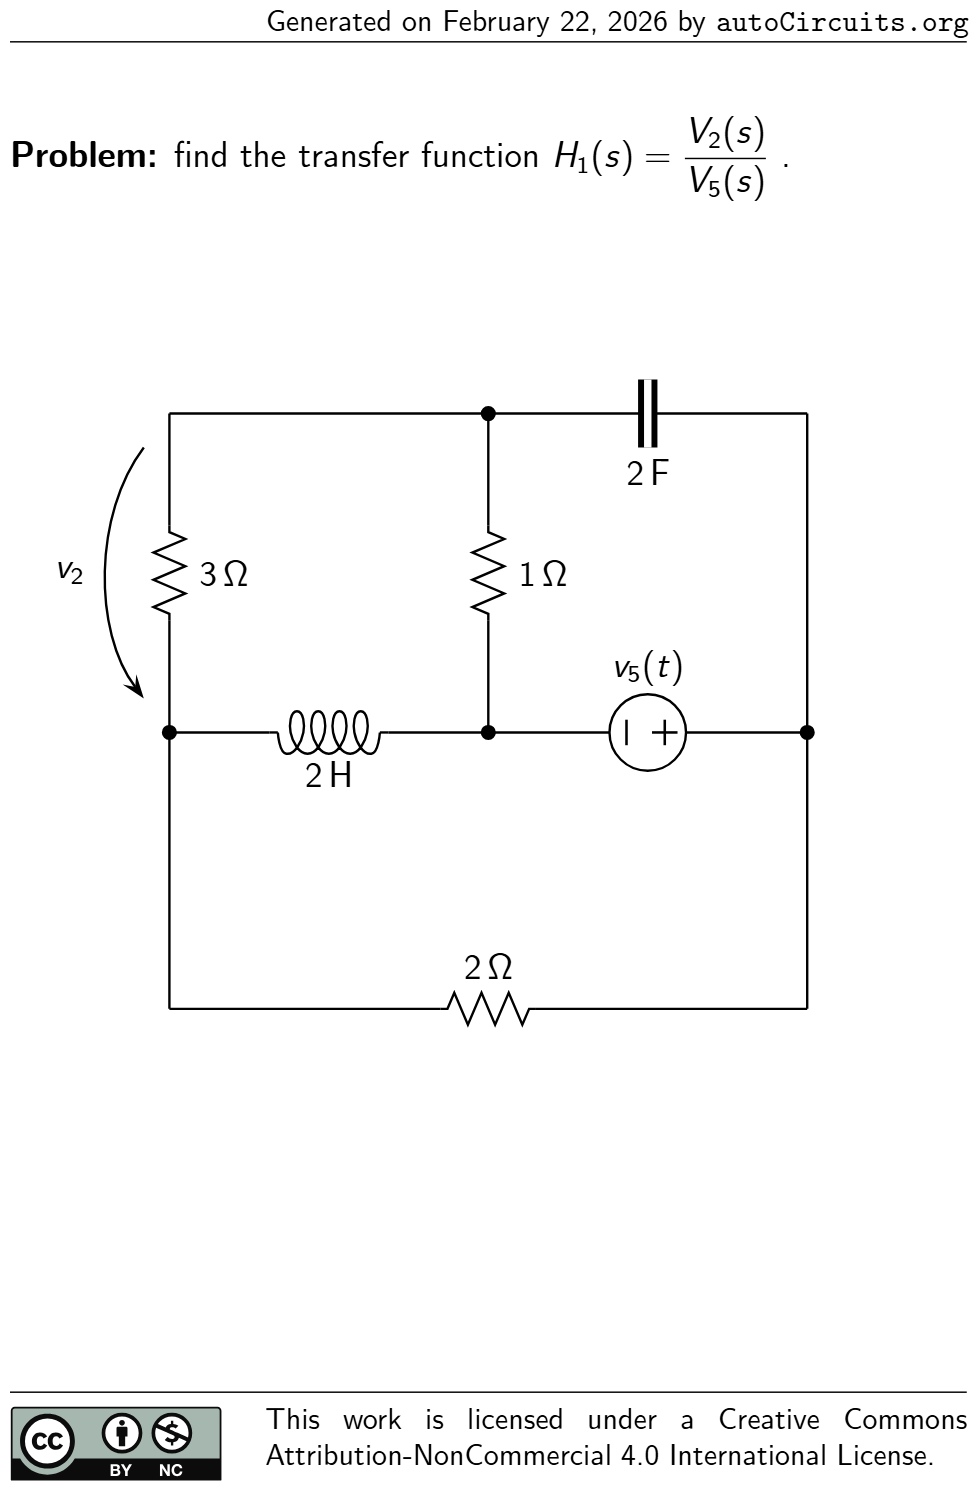 Generated on February 22, 2026 by autoCircuits.org
Problem: find the transfer function H₁(s) = V₂(s) / V₅(s) .
2 F
v₂
3 Ω
1 Ω
v₅(t)
2 H
2 Ω
This work is licensed under a Creative Commons
Attribution-NonCommercial 4.0 International License.
cc
BY NC